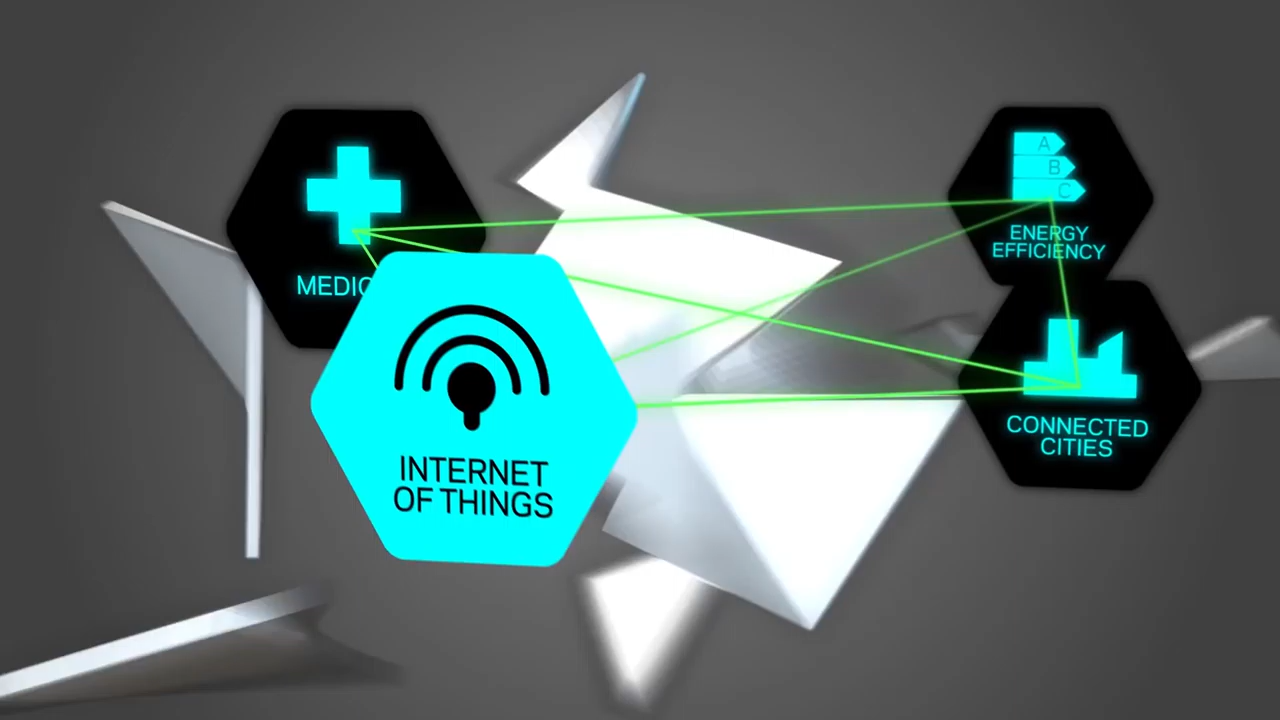 A
B
C
ENERGY
EFFICIENCY
INTERNET
OF THINGS
CONNECTED
CITIES